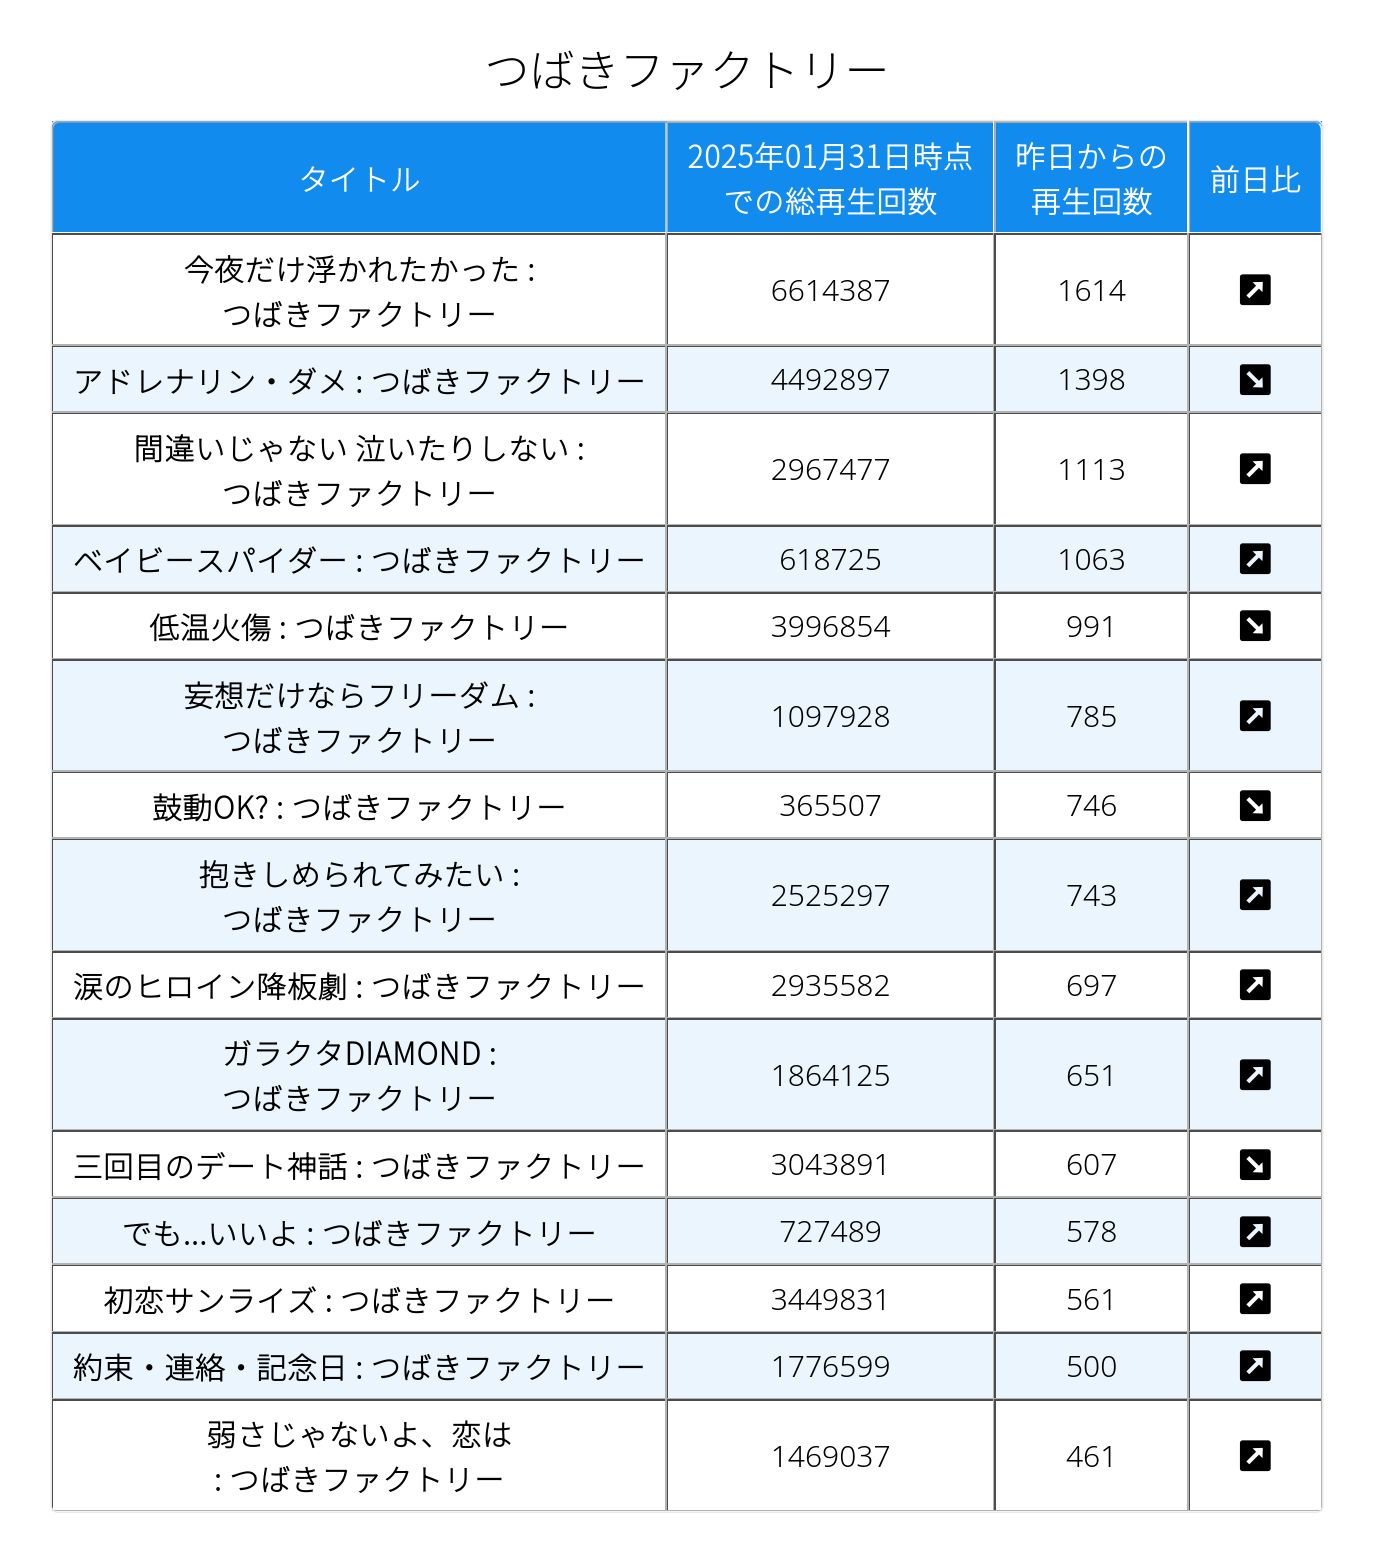 つばきファクトリー
タイトル
2025年01月31日時点
での総再生回数
昨日からの
再生回数
前日比
今夜だけ浮かれたかった :
つばきファクトリー
6614387
1614
アドレナリン・ダメ : つばきファクトリー
4492897
1398
間違いじゃない 泣いたりしない :
つばきファクトリー
2967477
1113
ベイビースパイダー : つばきファクトリー
618725
1063
低温火傷 : つばきファクトリー
3996854
991
妄想だけならフリーダム :
つばきファクトリー
1097928
785
鼓動OK? : つばきファクトリー
365507
746
抱きしめられてみたい :
つばきファクトリー
2525297
743
涙のヒロイン降板劇 : つばきファクトリー
2935582
697
ガラクタDIAMOND :
つばきファクトリー
1864125
651
三回目のデート神話 : つばきファクトリー
3043891
607
でも...いいよ : つばきファクトリー
727489
578
初恋サンライズ : つばきファクトリー
3449831
561
約束・連絡・記念日 : つばきファクトリー
1776599
500
弱さじゃないよ、恋は
: つばきファクトリー
1469037
461